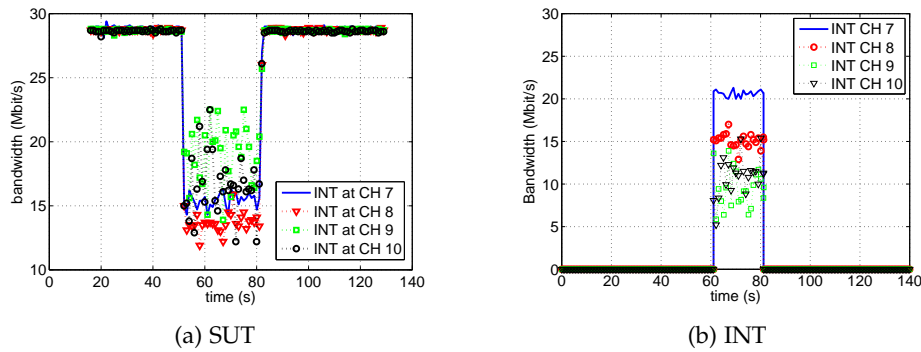 (a)
30
25
20
15
10
0 20 40 60 80 100 120 140
bandwidth (Mbit/s)
time (s)
INT at CH 7
INT at CH 8
INT at CH 9
INT at CH 10
(a) SUT
30
25
20
15
10
5
0
0 20 40 60 80 100 120 140
bandwidth (Mbit/s)
time (s)
INT CH 7
INT CH 8
INT CH 9
INT CH 10
(b) INT